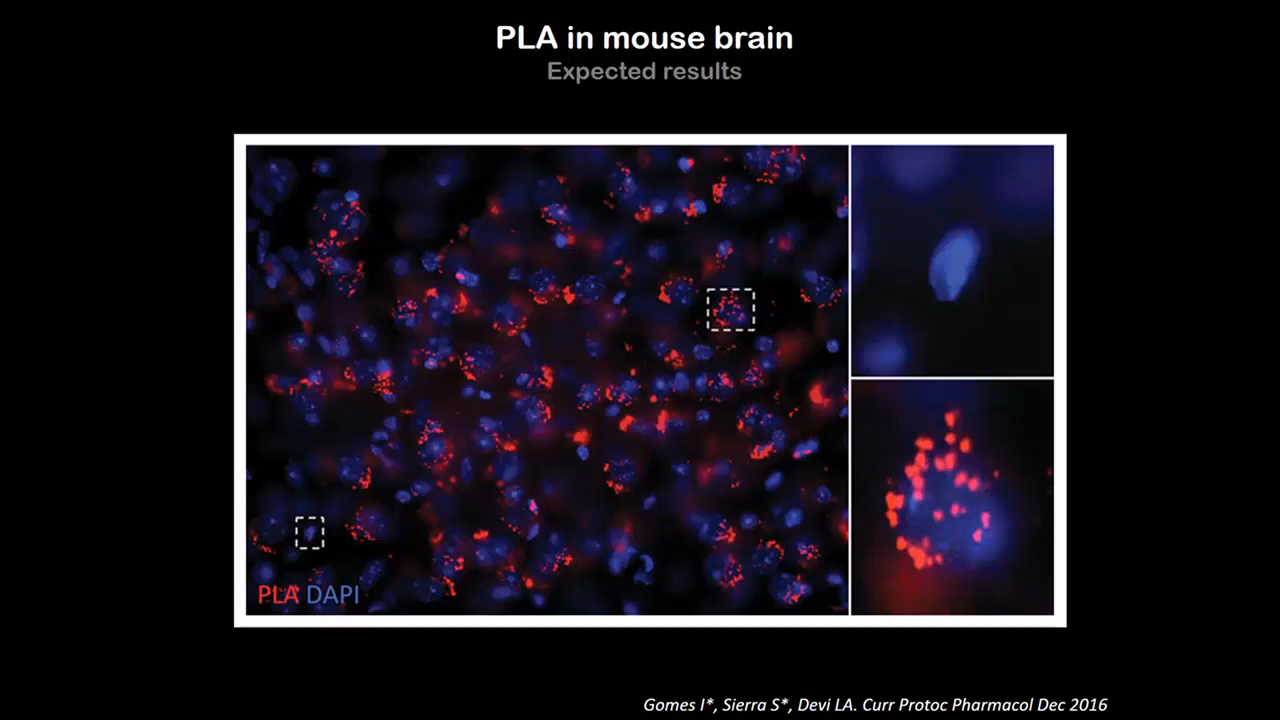 PLA in mouse brain
Expected results
PLA DAPI
Gomes I*, Sierra S*, Devi LA. Curr Protoc Pharmacol Dec 2016